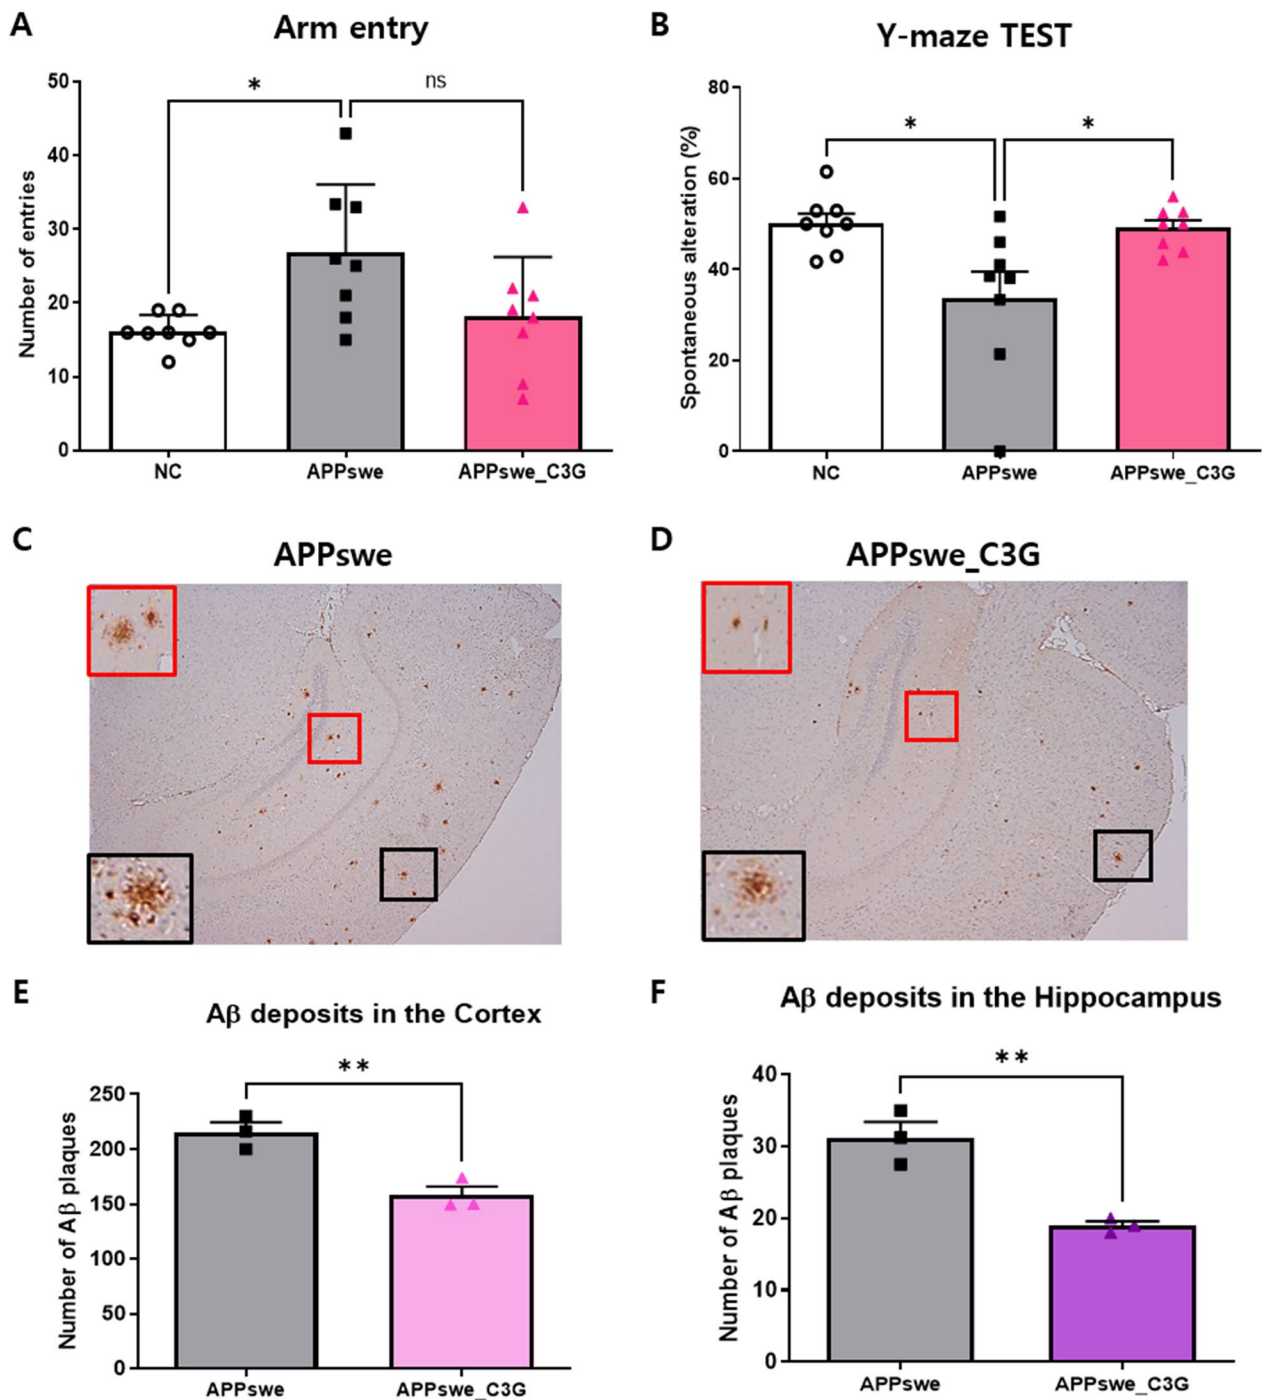 A
Arm entry
Number of entries
50
40
30
20
10
0
*
ns
NC
APPswe
APPswe_C3G
B
Y-maze TEST
Spontaneous alteration (%)
80
60
40
20
0
*
*
NC
APPswe
APPswe_C3G
C
APPswe
D
APPswe_C3G
E
Aβ deposits in the Cortex
Number of Aβ plaques
250
200
150
100
50
0
**
APPswe
APPswe_C3G
F
Aβ deposits in the Hippocampus
Number of Aβ plaques
40
30
20
10
0
**
APPswe
APPswe_C3G